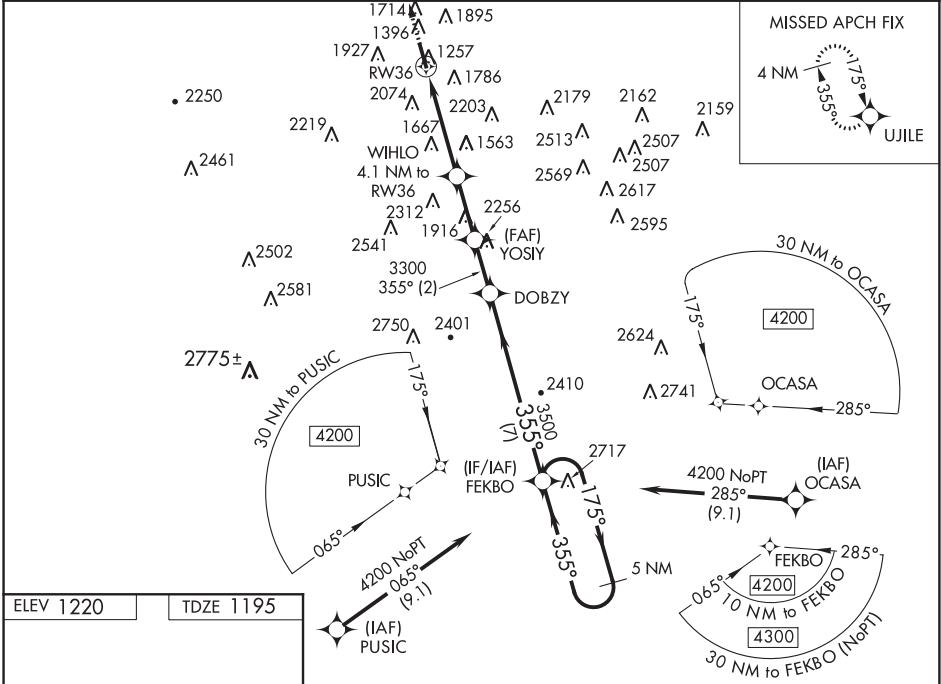 1714
1895
1396
1927
1257
RW36
1786
MISSED APCH FIX
4 NM
175°
355°
UJILE
2250
2074
2203
2179
2162
2159
2219
1667
1563
2513
2507
2507
WIHLO
4.1 NM to
RW36
2461
2569
2617
2312
2256
2595
2541
1916
(FAF)
YOSIY
2502
3300
355° (2)
2581
DOBZY
30 NM to OCASA
175°
4200
2750
2401
2624
2775±
OCASA
2741
285°
30 NM to PUSIC
175°
4200
2410
3500
355°
(7)
PUSIC
065°
(IF/IAF)
FEKBO
2717
175°
355°
5 NM
4200 NoPT
285°
(9.1)
(IAF)
OCASA
4200 NoPT
065°
(9.1)
(IAF)
PUSIC
FEKBO
285°
065°
4200
10 NM to FEKBO
4300
30 NM to FEKBO (NoPT)
ELEV 1220
TDZE 1195